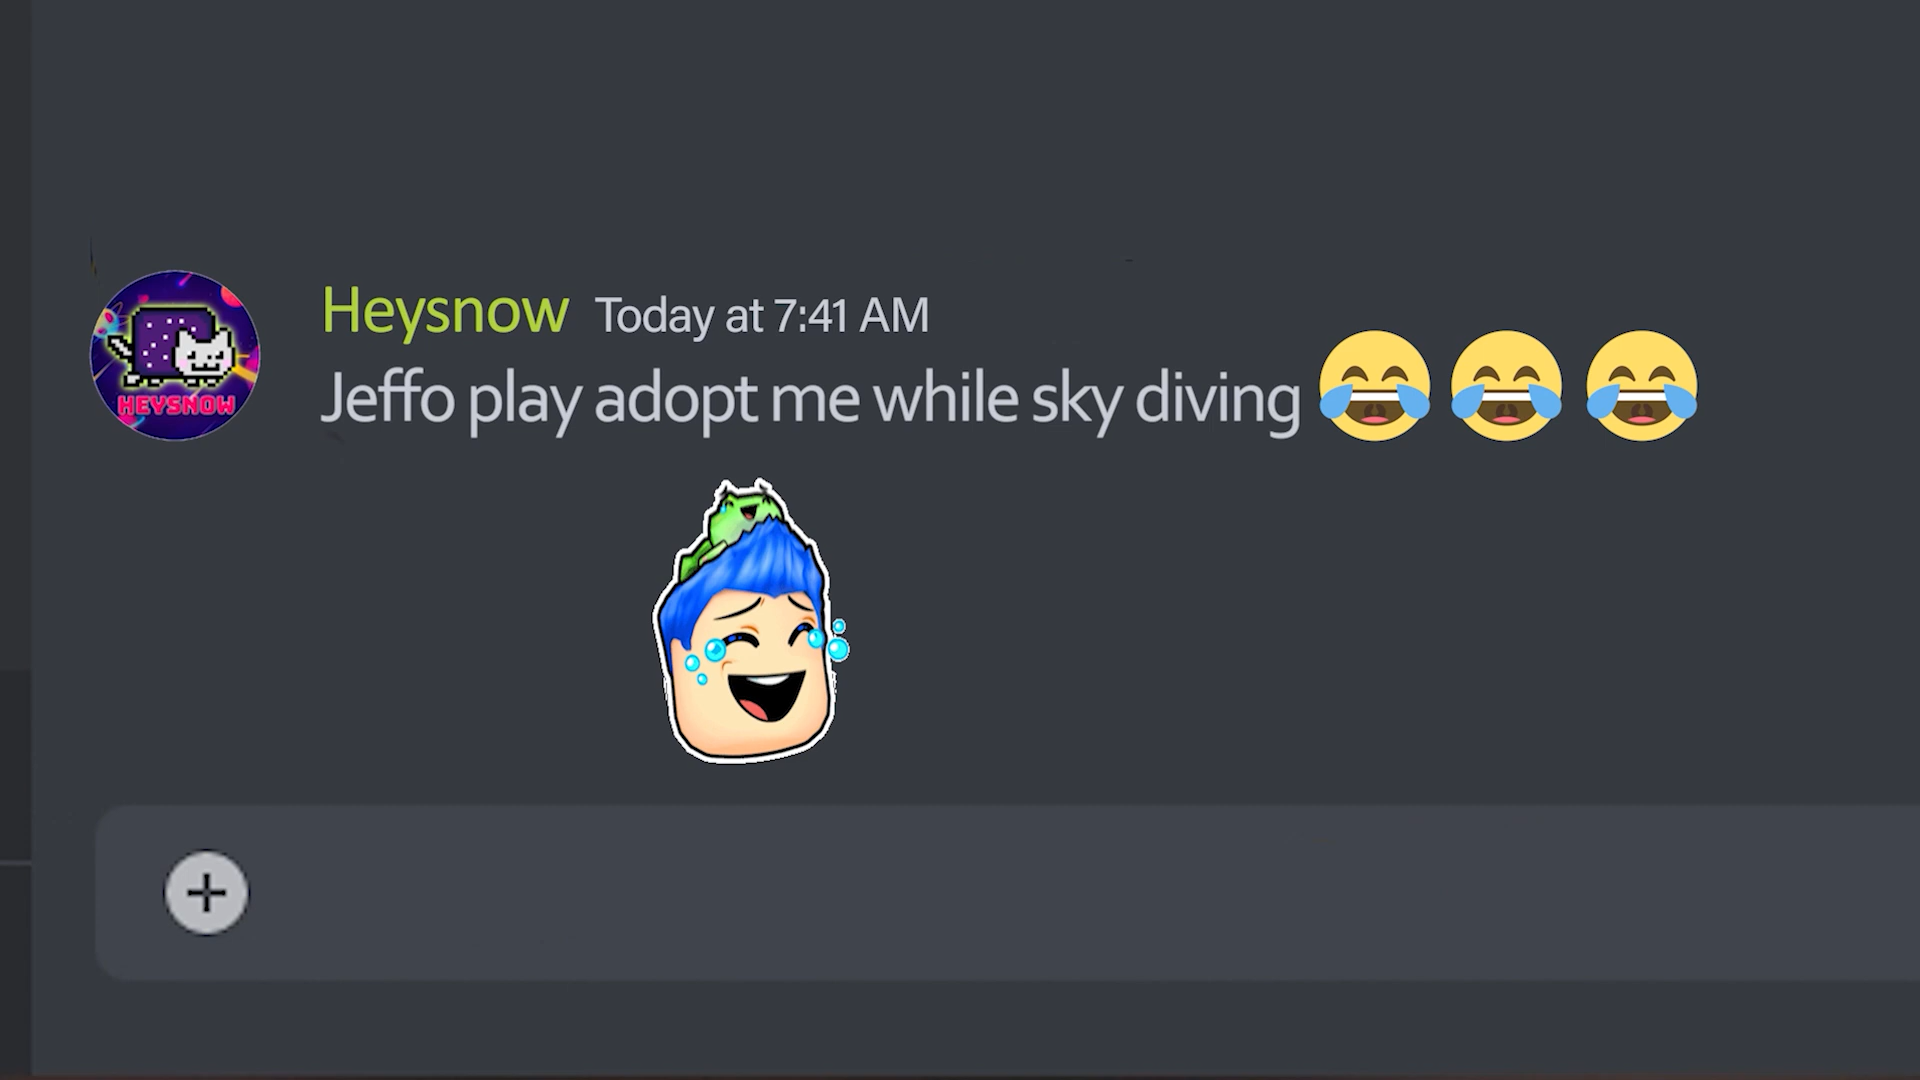 Heysnow Today at 7:41 AM
Jeffo play adopt me while sky diving 😂 😂 😂
HEYSNOW